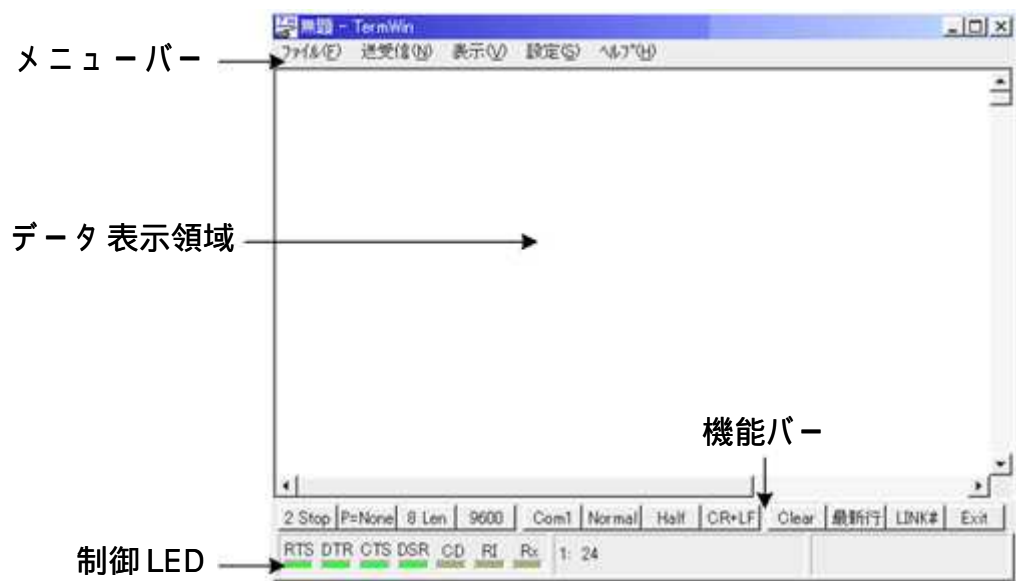 無題 - TermWin
メニューバー
ファイル(F) 送受信(N) 表示(V) 設定(S) ヘルプ(H)
データ表示領域
機能バー
2 Stop P=None 8 Len 9600 Com1 Normal Half CR+LF Clear 最新行 LINK# Exit
制御LED
RTS DTR CTS DSR CD RI Rx 1: 24